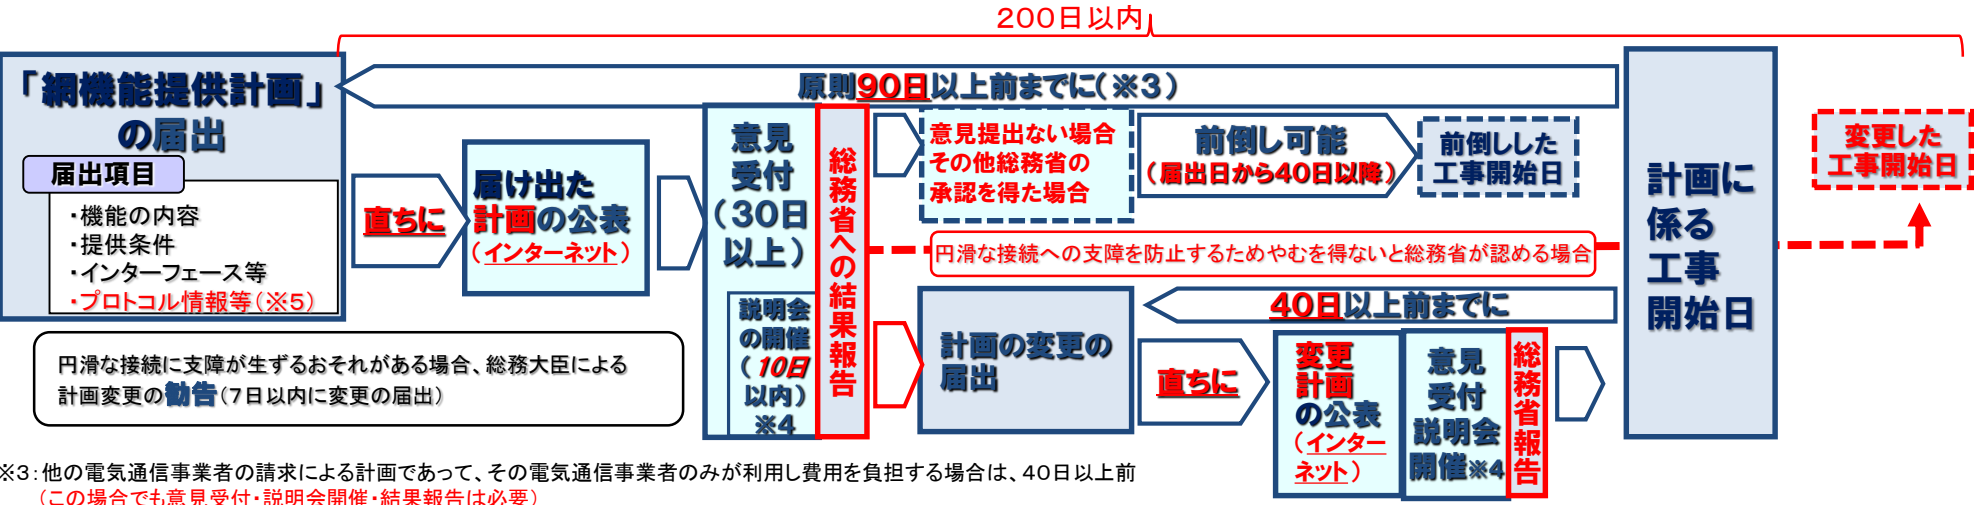 200日以内
「網機能提供計画」
の届出
届出項目
・機能の内容
・提供条件
・インターフェース等
・プロトコル情報等(※5)
原則90日以上前までに(※3)
直ちに
届け出た
計画の公表
(インターネット)
意見
受付
(30日
以上)
説明会
の開催
(10日
以内)
※4
総務省への結果報告
意見提出ない場合
その他総務省の
承認を得た場合
前倒し可能
(届出日から40日以降)
前倒しした
工事開始日
円滑な接続への支障を防止するためやむを得ないと総務省が認める場合
計画の変更の
届出
40日以上前までに
直ちに
変更
計画
の公表
(インター
ネット)
意見
受付
説明会
開催※4
総務省報告
計画に
係る
工事
開始日
変更した
工事開始日
円滑な接続に支障が生ずるおそれがある場合、総務大臣による
計画変更の勧告(7日以内に変更の届出)
※3:他の電気通信事業者の請求による計画であって、その電気通信事業者のみが利用し費用を負担する場合は、40日以上前
(この場合でも意見受付・説明会開催・結果報告は必要)